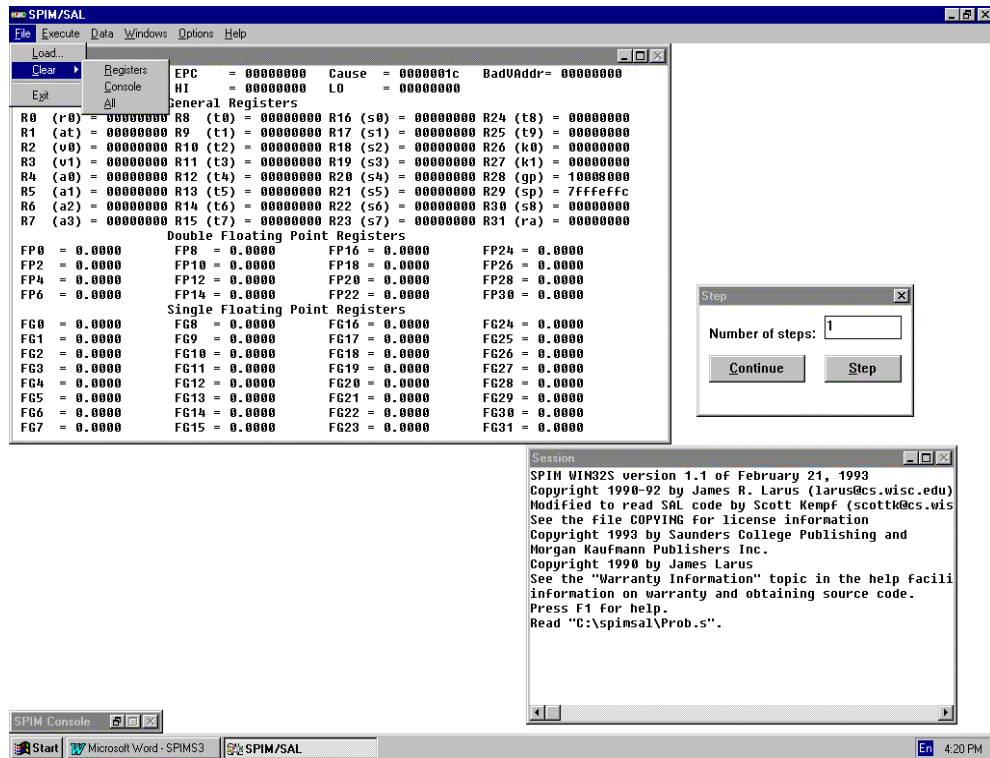 SPIM/SAL
File Execute Data Windows Options Help
Load...
Clear
Exit
Registers
Console
All
EPC = 00000000 Cause = 0000001c BadVAddr= 00000000
HI = 00000000 LO = 00000000
General Registers
R0 (r0) = 00000000 R8 (t0) = 00000000 R16 (s0) = 00000000 R24 (t8) = 00000000
R1 (at) = 00000000 R9 (t1) = 00000000 R17 (s1) = 00000000 R25 (t9) = 00000000
R2 (v0) = 00000000 R10 (t2) = 00000000 R18 (s2) = 00000000 R26 (k0) = 00000000
R3 (v1) = 00000000 R11 (t3) = 00000000 R19 (s3) = 00000000 R27 (k1) = 00000000
R4 (a0) = 00000000 R12 (t4) = 00000000 R20 (s4) = 00000000 R28 (gp) = 10008000
R5 (a1) = 00000000 R13 (t5) = 00000000 R21 (s5) = 00000000 R29 (sp) = 7fffeffc
R6 (a2) = 00000000 R14 (t6) = 00000000 R22 (s6) = 00000000 R30 (s8) = 00000000
R7 (a3) = 00000000 R15 (t7) = 00000000 R23 (s7) = 00000000 R31 (ra) = 00000000
Double Floating Point Registers
FP0 = 0.0000 FP8 = 0.0000 FP16 = 0.0000 FP24 = 0.0000
FP2 = 0.0000 FP10 = 0.0000 FP18 = 0.0000 FP26 = 0.0000
FP4 = 0.0000 FP12 = 0.0000 FP20 = 0.0000 FP28 = 0.0000
FP6 = 0.0000 FP14 = 0.0000 FP22 = 0.0000 FP30 = 0.0000
Single Floating Point Registers
FG0 = 0.0000 FG8 = 0.0000 FG16 = 0.0000 FG24 = 0.0000
FG1 = 0.0000 FG9 = 0.0000 FG17 = 0.0000 FG25 = 0.0000
FG2 = 0.0000 FG10 = 0.0000 FG18 = 0.0000 FG26 = 0.0000
FG3 = 0.0000 FG11 = 0.0000 FG19 = 0.0000 FG27 = 0.0000
FG4 = 0.0000 FG12 = 0.0000 FG20 = 0.0000 FG28 = 0.0000
FG5 = 0.0000 FG13 = 0.0000 FG21 = 0.0000 FG29 = 0.0000
FG6 = 0.0000 FG14 = 0.0000 FG22 = 0.0000 FG30 = 0.0000
FG7 = 0.0000 FG15 = 0.0000 FG23 = 0.0000 FG31 = 0.0000
Step
Number of steps: 1
Continue Step
Session
SPIM WIN32S version 1.1 of February 21, 1993
Copyright 1990-92 by James R. Larus (larus@cs.wisc.edu)
Modified to read SAL code by Scott Kempf (scottk@cs.wis
See the file COPYING for license information
Copyright 1993 by Saunders College Publishing and
Morgan Kaufmann Publishers Inc.
Copyright 1990 by James Larus
See the "Warranty Information" topic in the help facili
information on warranty and obtaining source code.
Press F1 for help.
Read "C:\spimsal\Prob.s".
SPIM Console
Start Microsoft Word - SPIMS3 SPIM/SAL En 4:20 PM